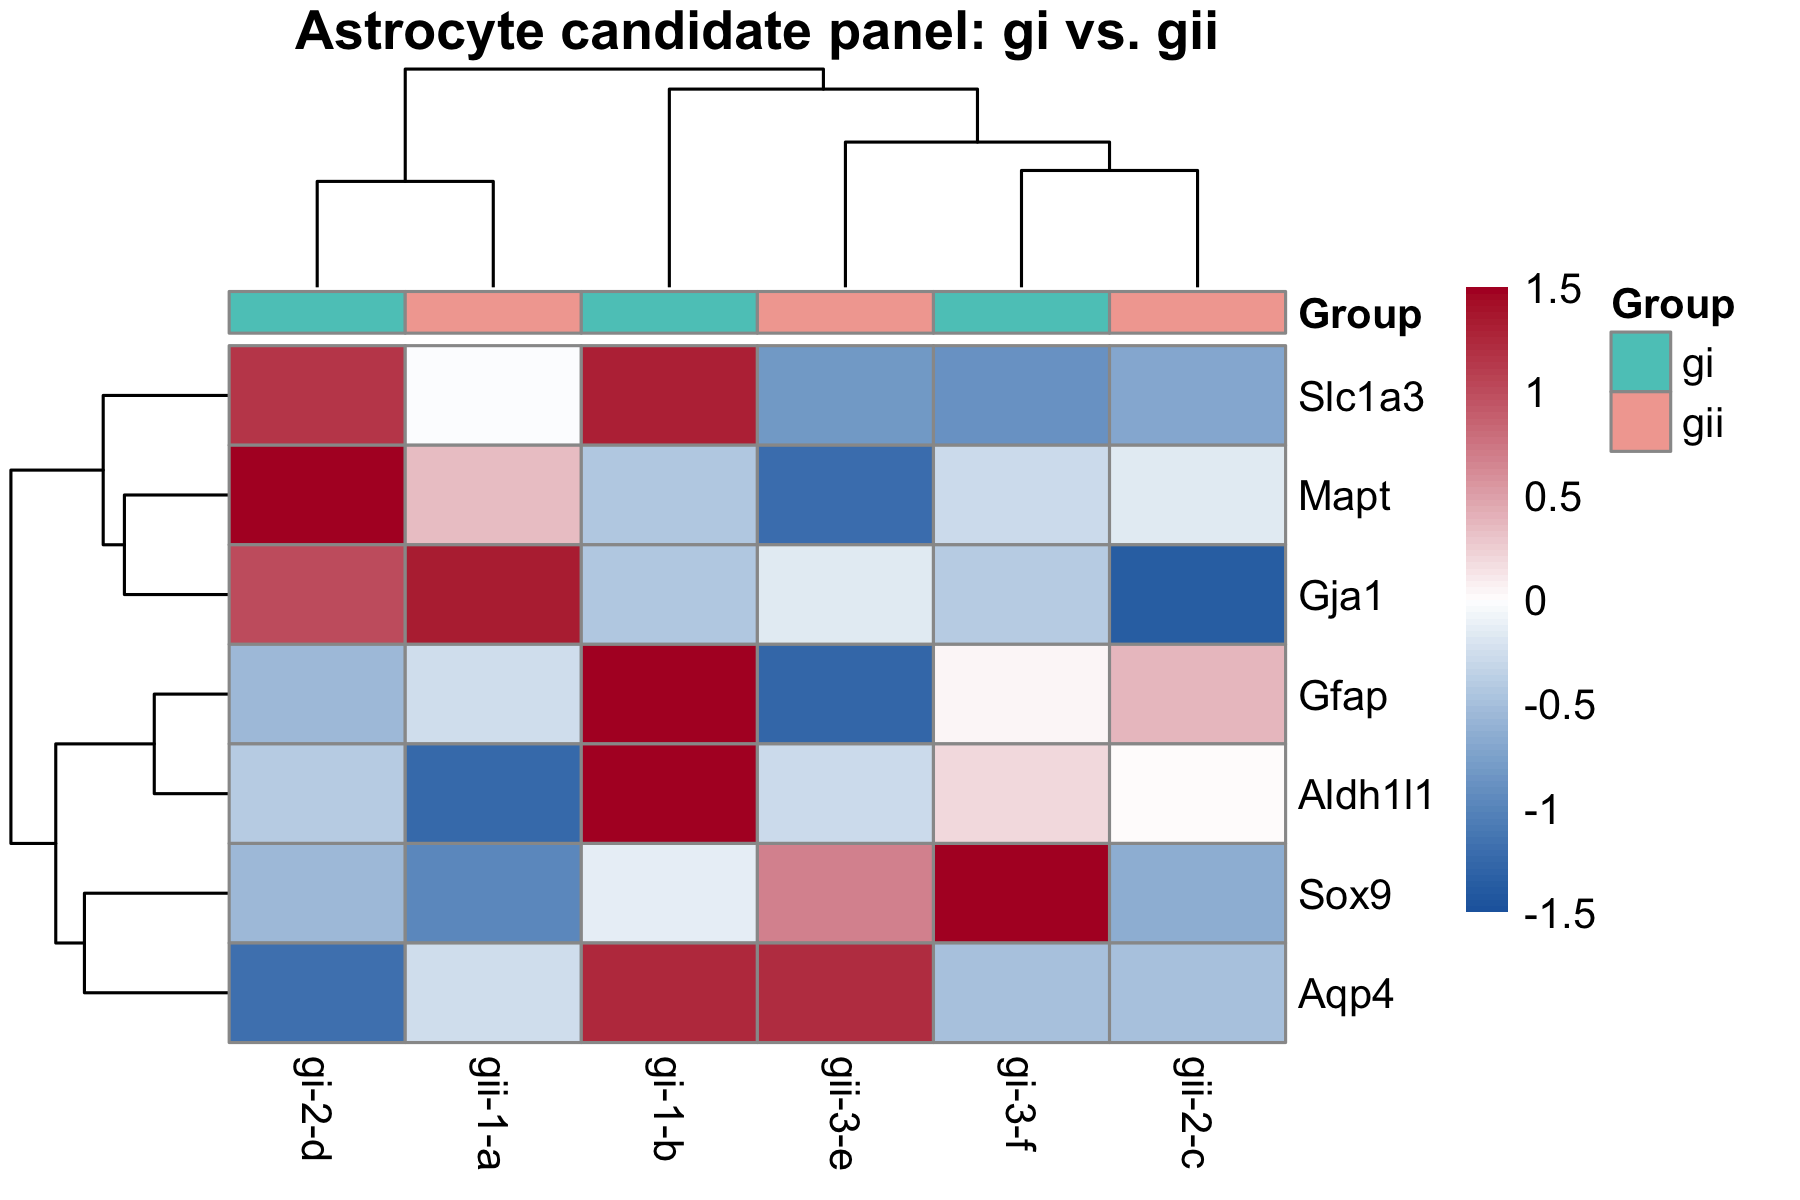 Astrocyte candidate panel: gi vs. gii
Group
Slc1a3
Mapt
Gja1
Gfap
Aldh1l1
Sox9
Aqp4
gi-2-d
gii-1-a
gi-1-b
gii-3-e
gi-3-f
gii-2-c
1.5
1
0.5
0
-0.5
-1
-1.5
Group
gi
gii